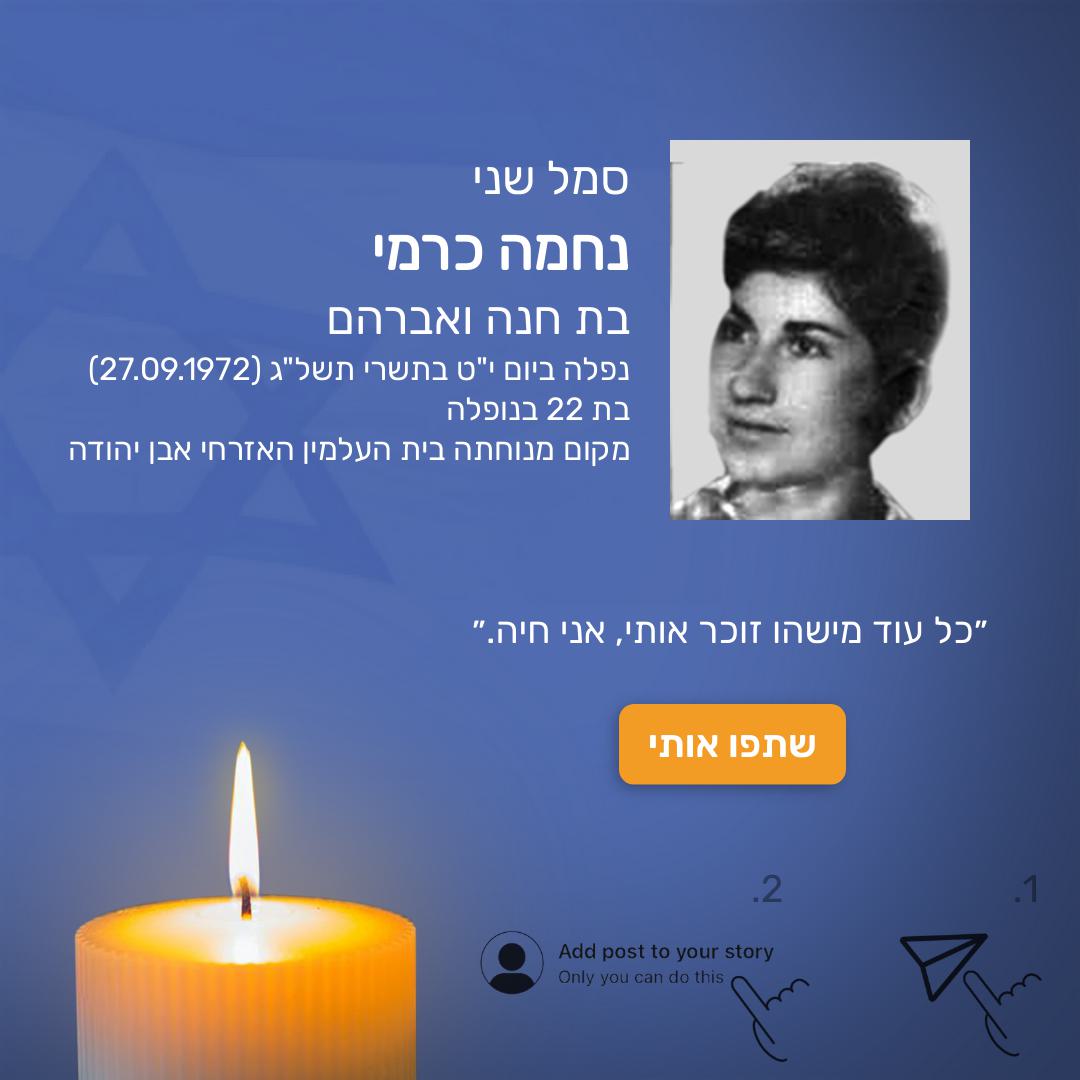 סמל שני
נחמה כרמי
בת חנה ואברהם
נפלה ביום י"ט בתשרי תשל"ג (27.09.1972)
בת 22 בנופלה
מקום מנוחתה בית העלמין האזרחי אבן יהודה
״כל עוד מישהו זוכר אותי, אני חיה.״
שתפו אותי
1.
2.
Add post to your story
Only you can do this